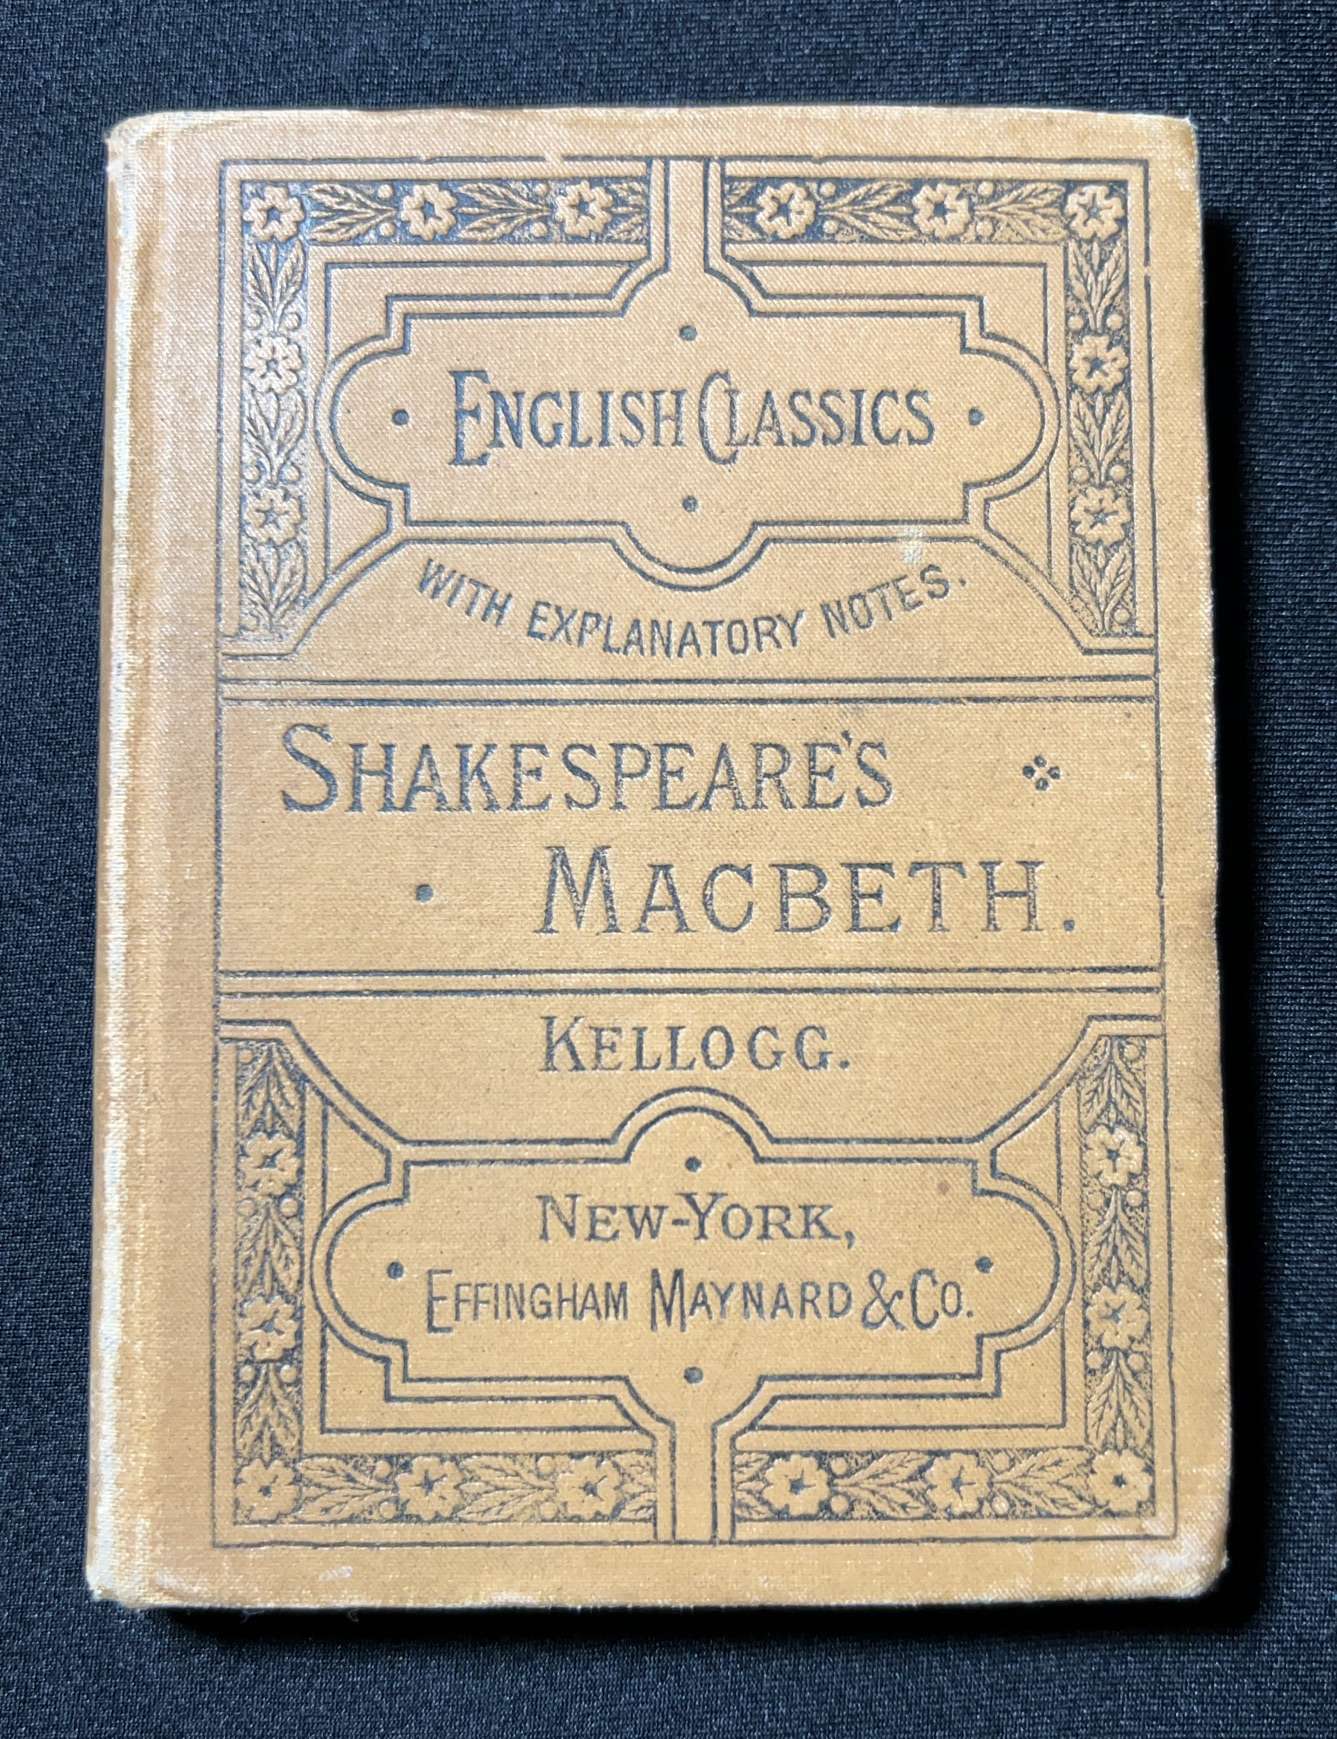 ENGLISH CLASSICS
WITH EXPLANATORY NOTES.
SHAKESPEARE'S
MACBETH.
KELLOGG.
NEW-YORK,
EFFINGHAM MAYNARD & CO.